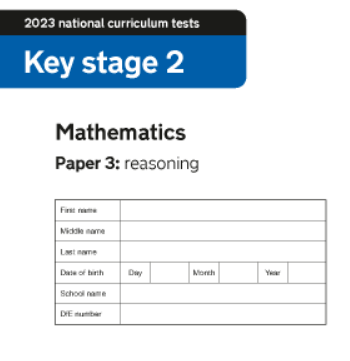 2023 national curriculum tests
Key stage 2
Mathematics
Paper 3: reasoning
First name
Middle name
Last name
Date of birth Day Month Year
School name
DfE number